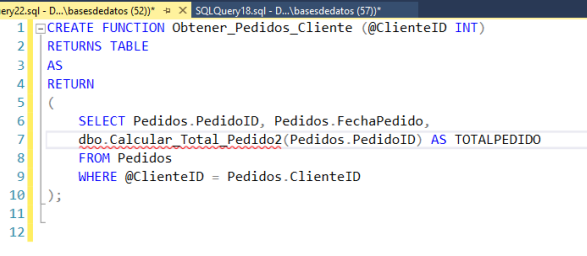 ery22.sql - D...\basesdedatos (52))* SQLQuery18.sql - D...\basesdedatos (57))*
1 CREATE FUNCTION Obtener_Pedidos_Cliente (@ClienteID INT)
2 RETURNS TABLE
3 AS
4 RETURN
5 (
6 SELECT Pedidos.PedidoID, Pedidos.FechaPedido,
7 dbo.Calcular_Total_Pedido2(Pedidos.PedidoID) AS TOTALPEDIDO
8 FROM Pedidos
9 WHERE @ClienteID = Pedidos.ClienteID
10 );
11
12